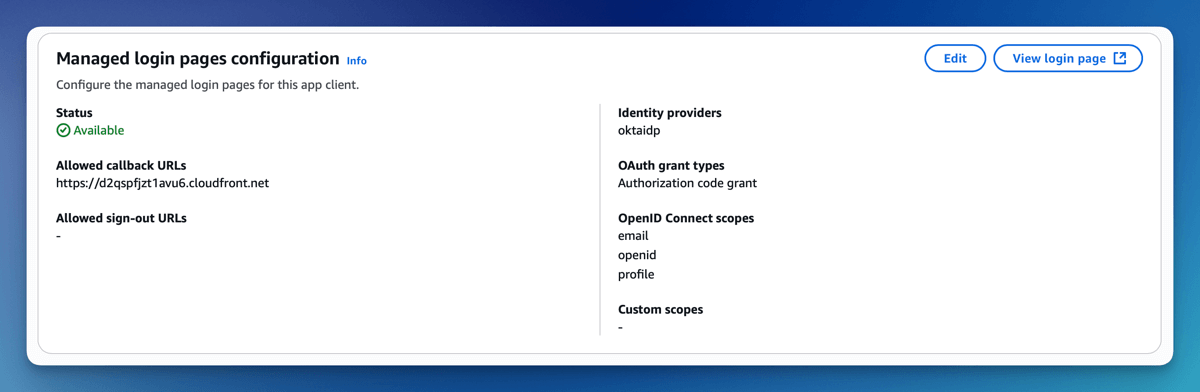 Managed login pages configuration Info
Edit
View login page
Configure the managed login pages for this app client.
Status
Available
Allowed callback URLs
https://d2qspfjzt1avu6.cloudfront.net
Allowed sign-out URLs
-
Identity providers
oktaidp
OAuth grant types
Authorization code grant
OpenID Connect scopes
email
openid
profile
Custom scopes
-